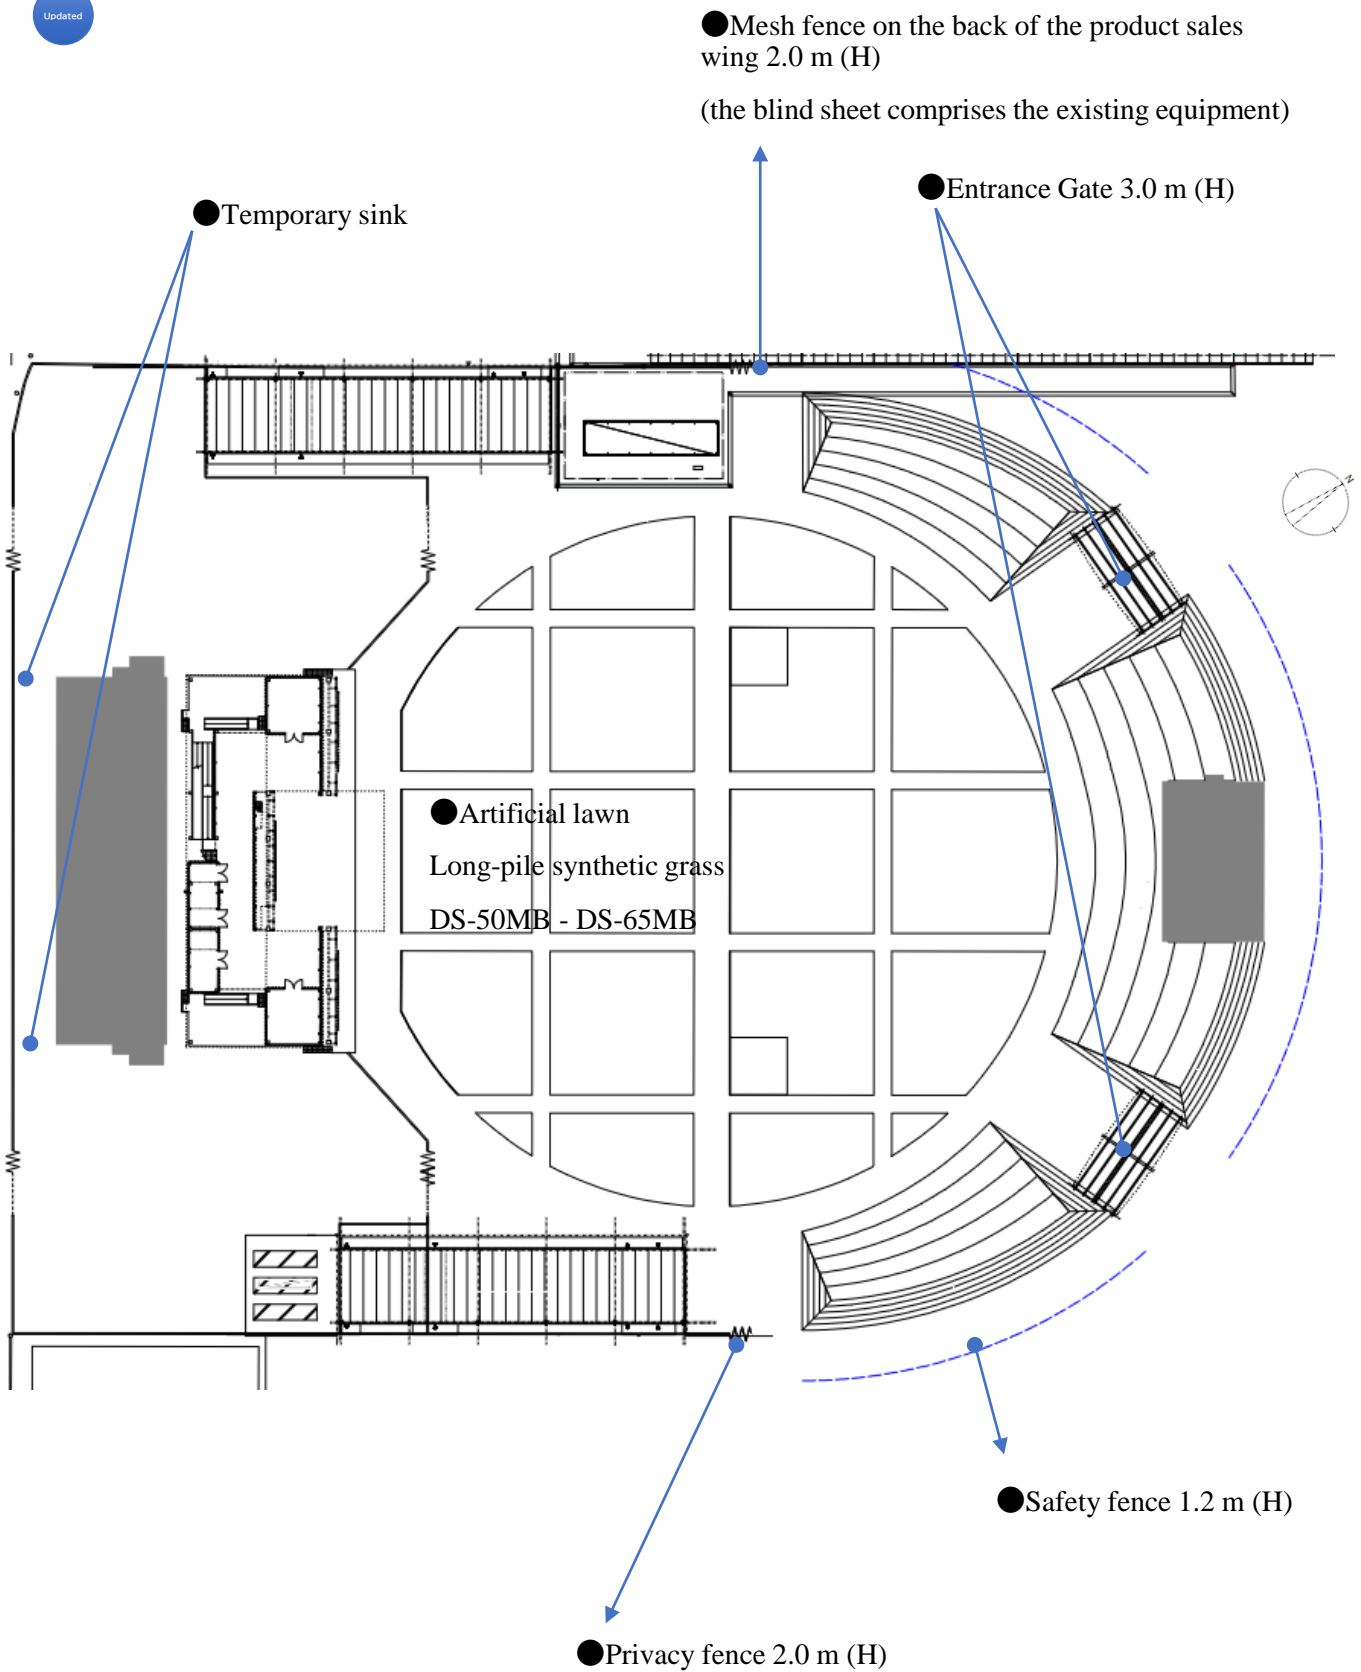 Updated
●Mesh fence on the back of the product sales
wing 2.0 m (H)
(the blind sheet comprises the existing equipment)
●Entrance Gate 3.0 m (H)
●Temporary sink
N
●Artificial lawn
Long-pile synthetic grass
DS-50MB - DS-65MB
●Safety fence 1.2 m (H)
●Privacy fence 2.0 m (H)